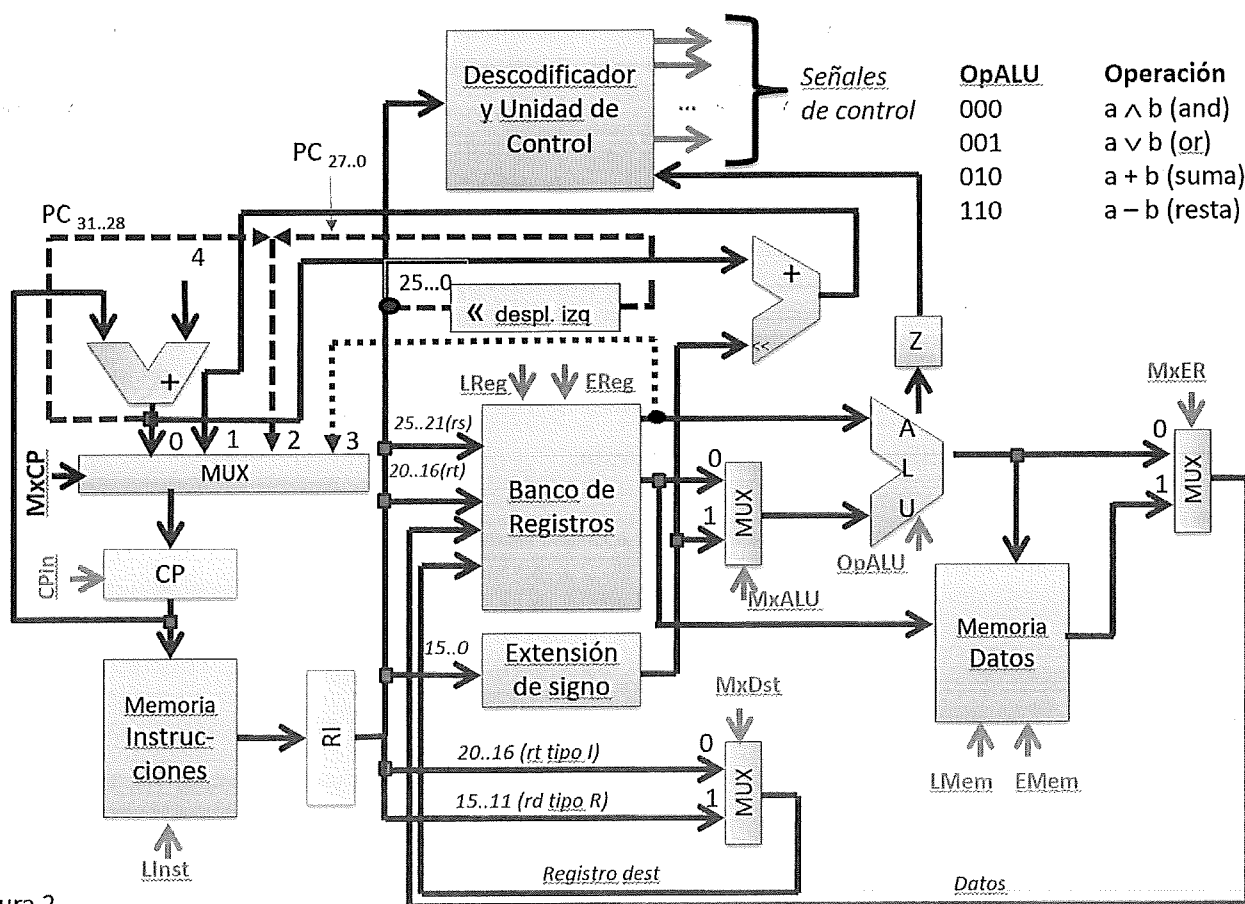 Descodificador
y Unidad de
Control
...
Señales
de control
OpALU Operación
000 a ∧ b (and)
001 a ∨ b (or)
010 a + b (suma)
110 a – b (resta)
PC 27..0
PC 31..28
4
+
25...0
« despl. izq
+
<<
Z
LReg
EReg
MxER
0
1
2
3
MxCP
MUX
25..21(rs)
20..16(rt)
Banco de
Registros
0
1
MUX
MxALU
A
L
U
OpALU
0
1
MUX
CPin
CP
15..0
Extensión
de signo
Memoria
Datos
LMem
EMem
Memoria
Instruc-
ciones
LInst
RI
MxDst
20..16 (rt tipo I)
15..11 (rd tipo R)
0
1
MUX
Registro dest
Datos
ura 2